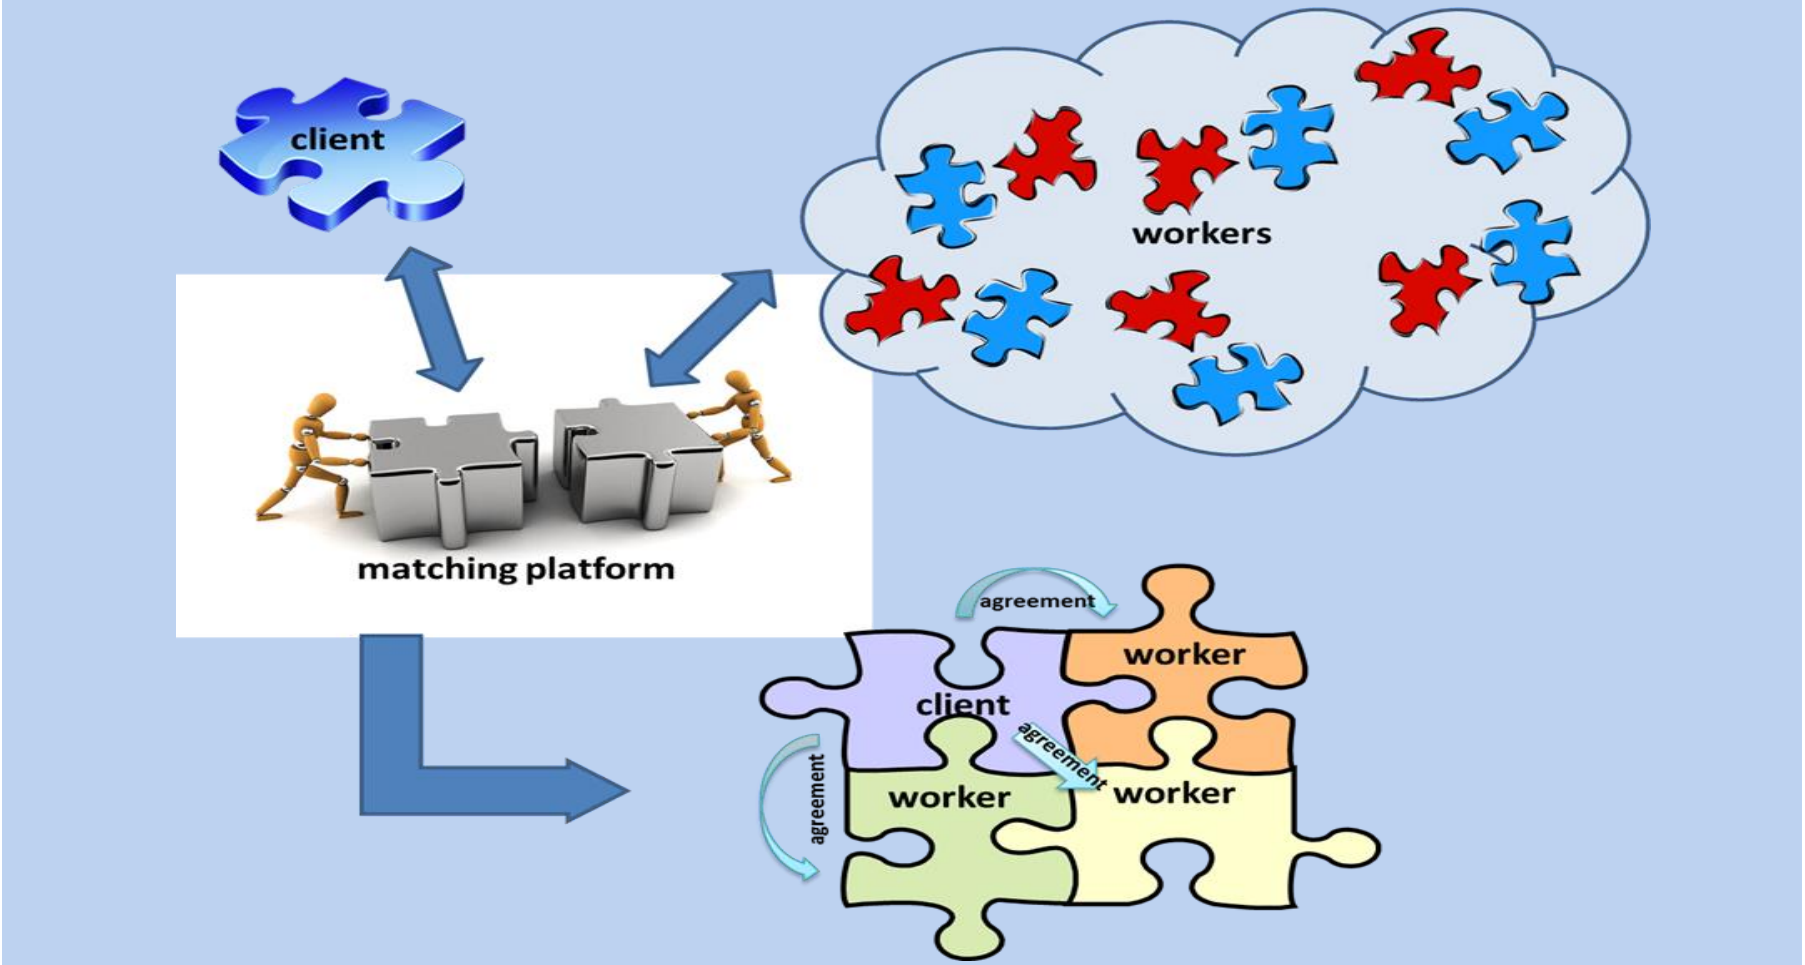 client
workers
matching platform
agreement
worker
client
agreement
agreement
worker
worker